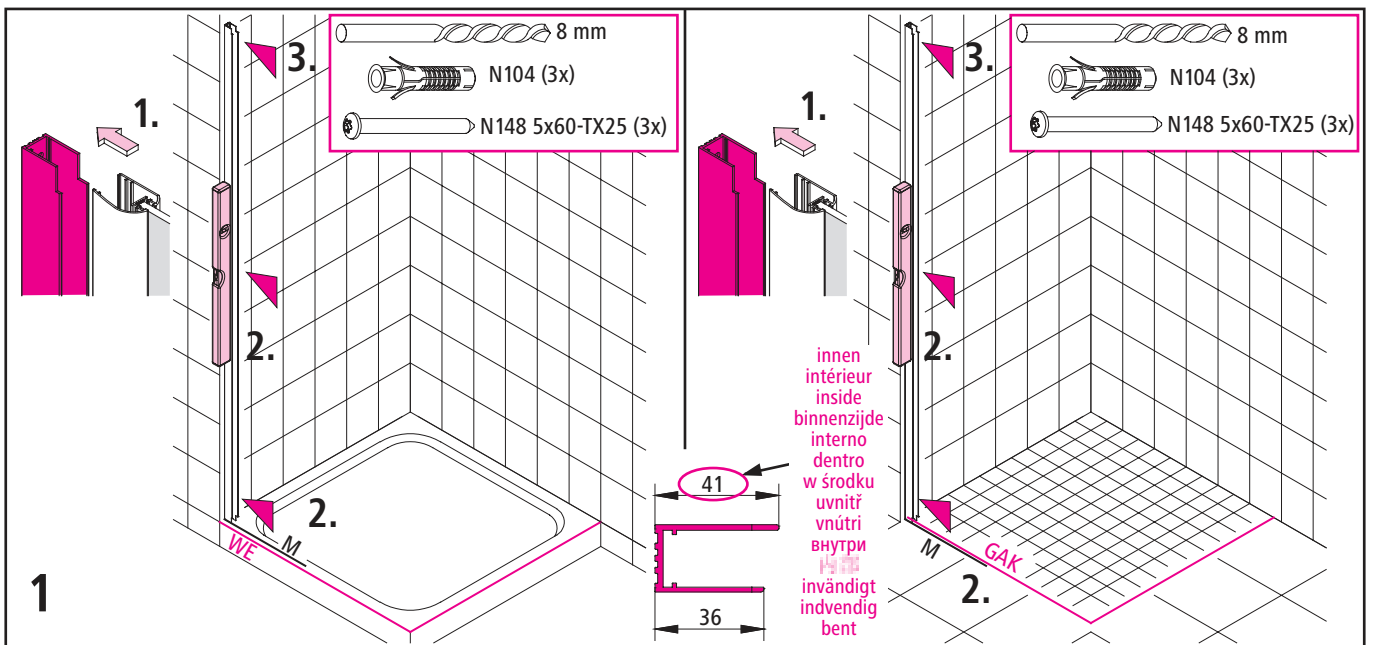 8 mm
N104 (3x)
N148 5x60-TX25 (3x)
3.
1.
2.
2.
WE
M
1
8 mm
N104 (3x)
N148 5x60-TX25 (3x)
3.
1.
2.
innen
intérieur
inside
binnenzijde
interno
dentro
w środku
uvnitř
vnútri
внутри
invändigt
indvendig
bent
41
36
M
GAK
2.